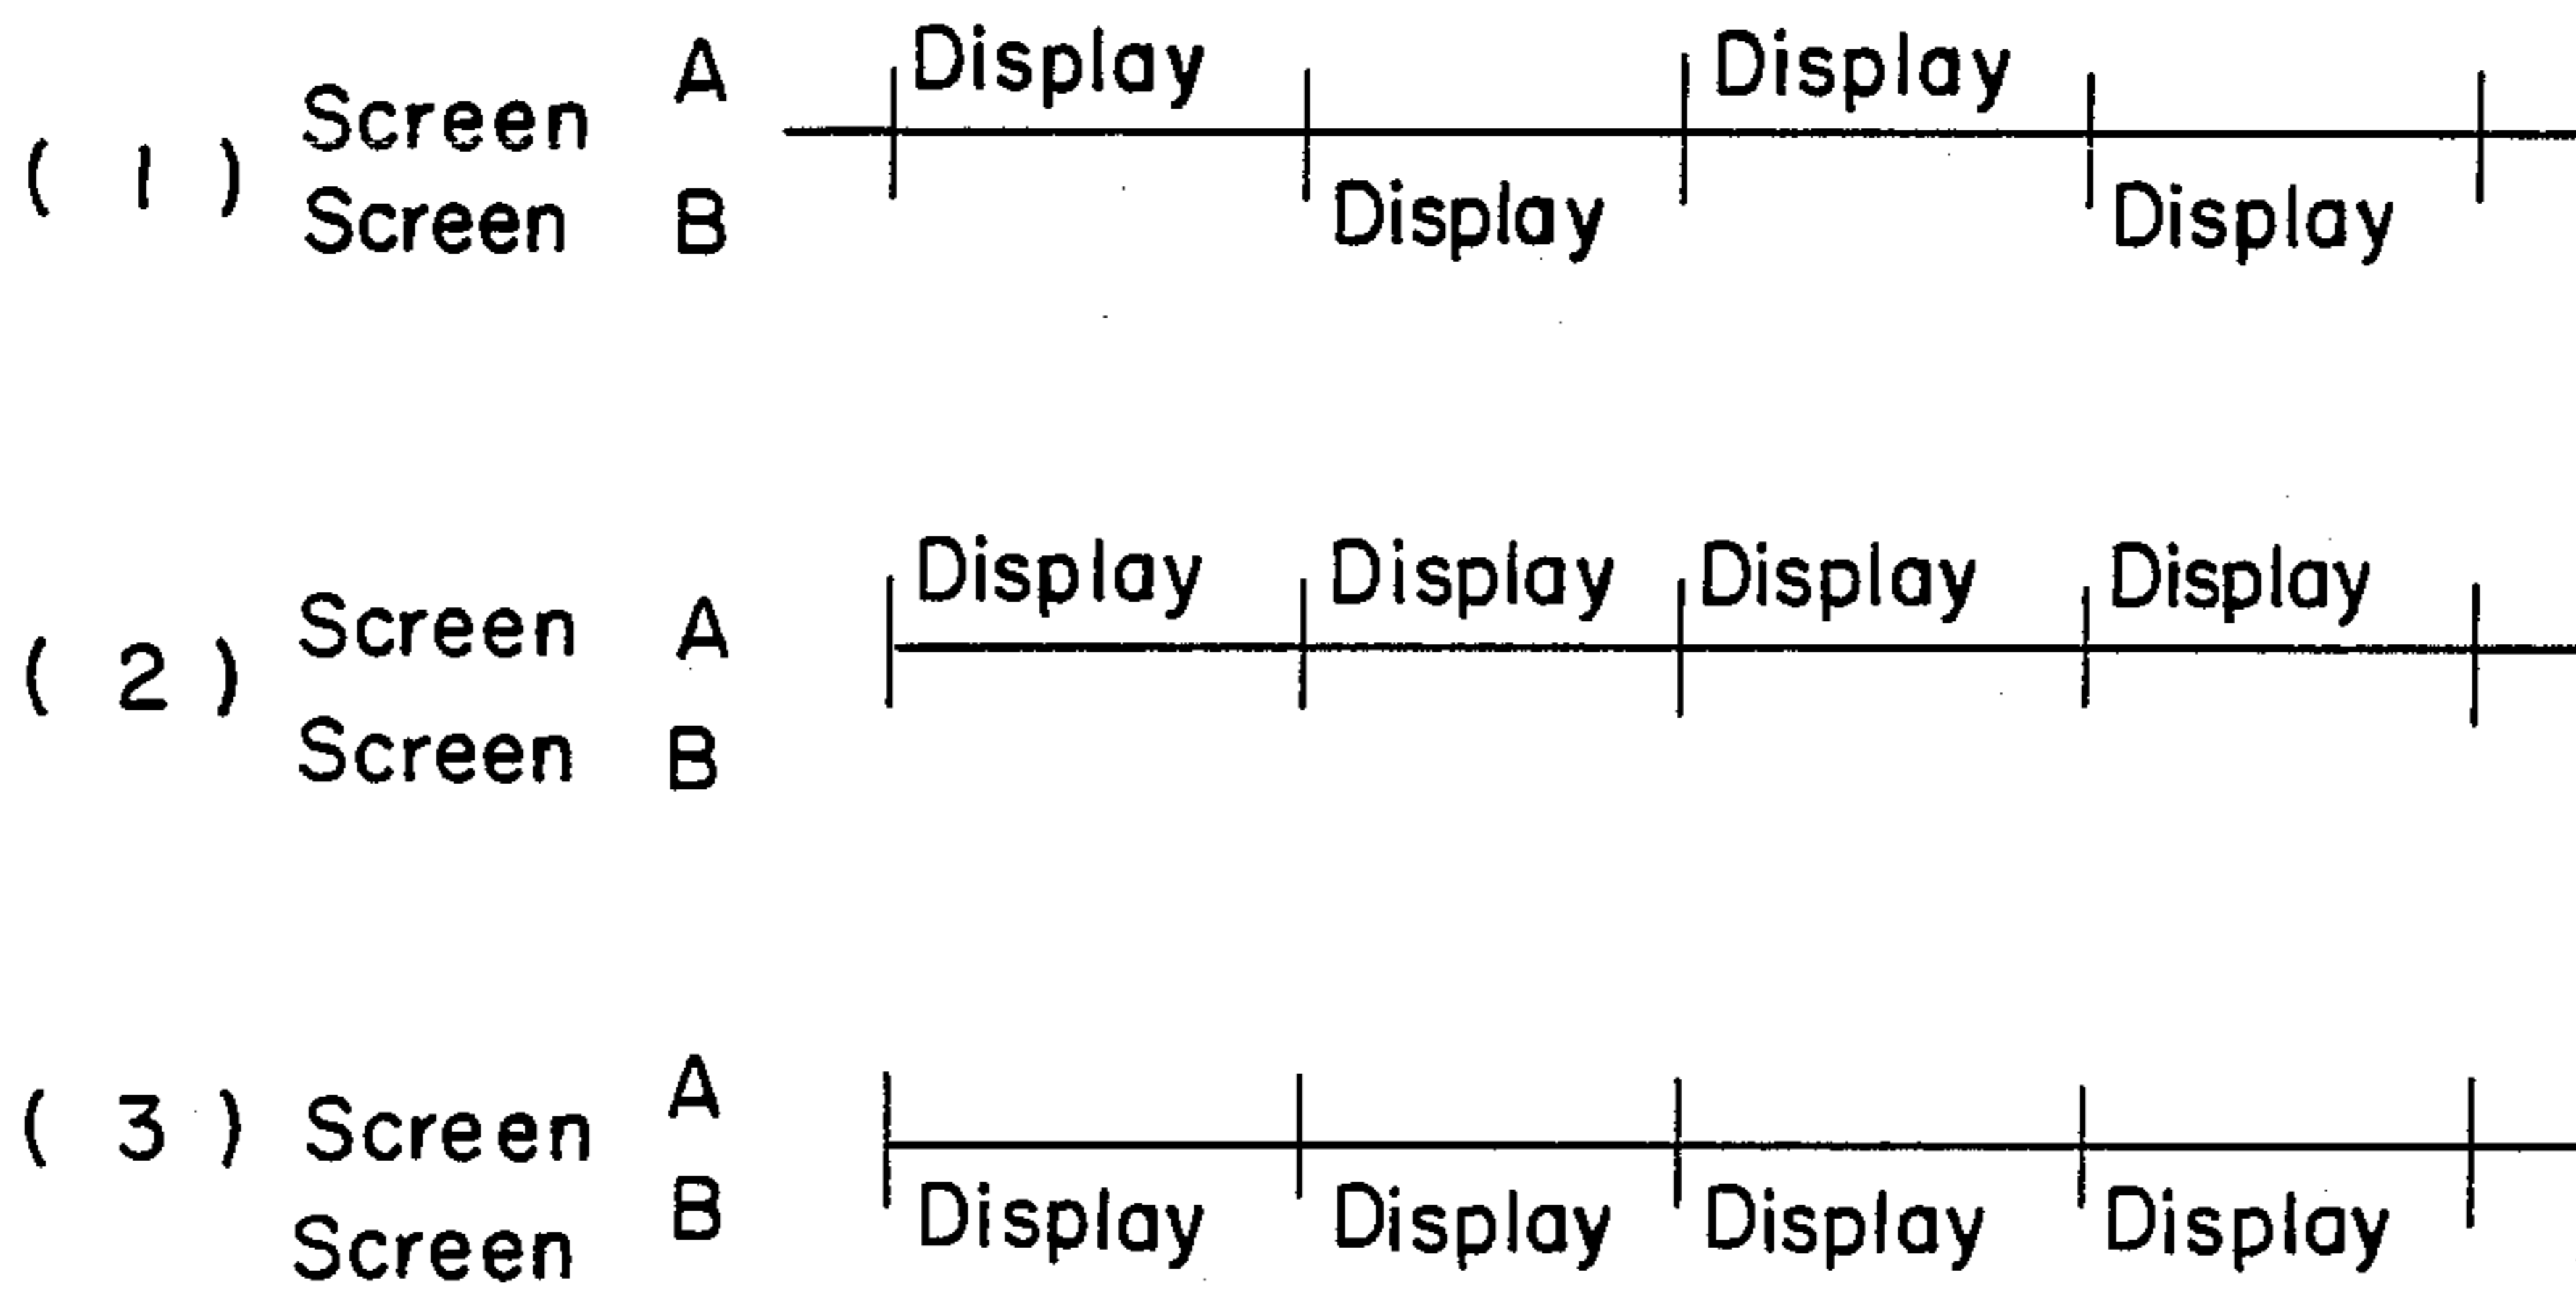 Display Display
Screen A
( 1 )
Screen B
Display Display
Display Display Display Display
Screen A
( 2 )
Screen B
A
( 3 ) Screen
B
Display Display Display Display
Screen